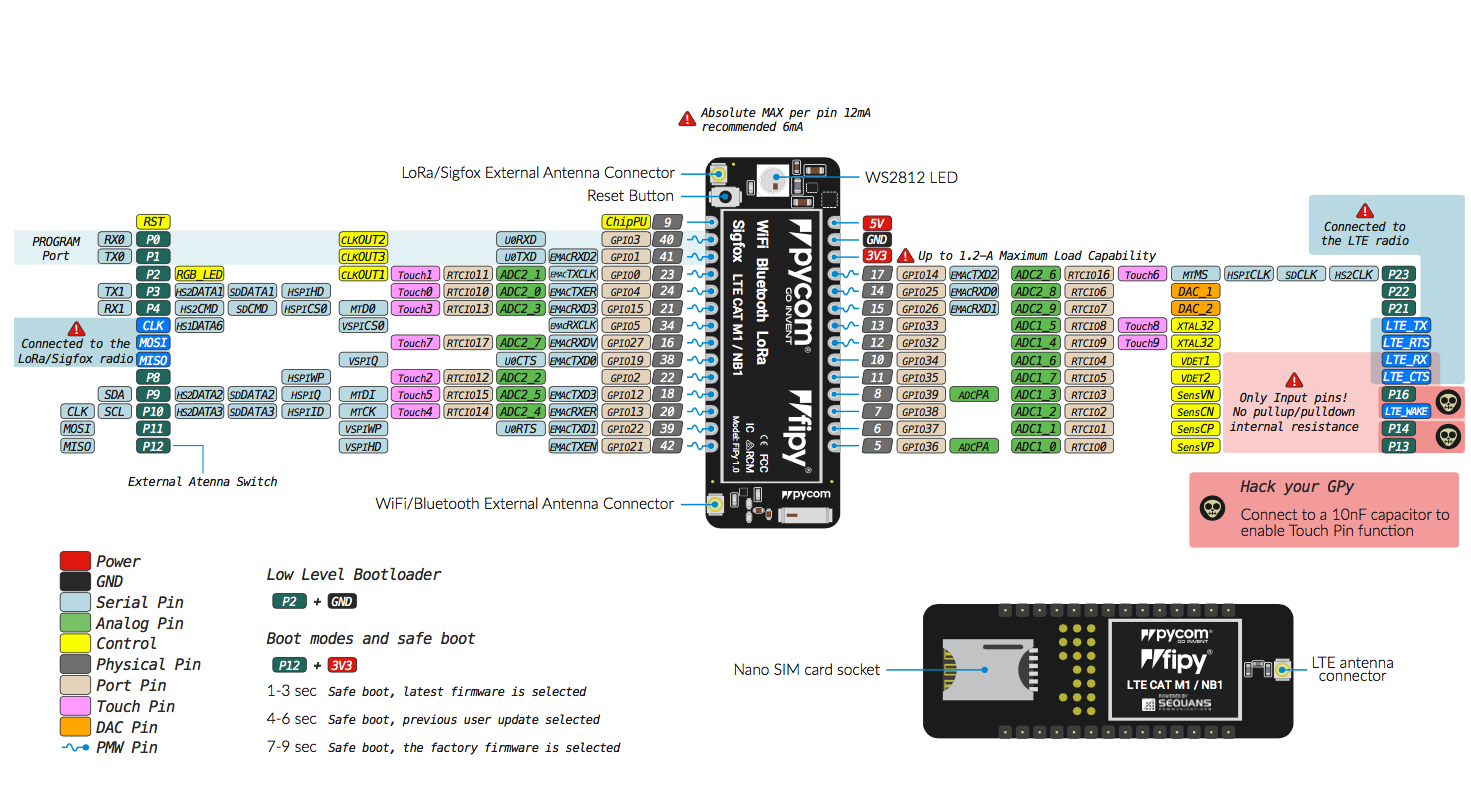 Absolute MAX per pin 12mA
recommended 6mA
LoRa/Sigfox External Antenna Connector
WS2812 LED
Reset Button
RST ChipPU 9 5V
PROGRAM
Port
RX0 P0 CLKOUT2 U0RXD GPIO3 40 GND
TX0 P1 CLKOUT3 U0TXD EMACRXD2 GPIO1 41 3V3 Up to 1.2–A Maximum Load Capability
Connected to
the LTE radio
P2 RGB_LED CLKOUT1 Touch1 RTCIO11 ADC2_1 EMACTXCLK GPIO0 23 17 GPIO14 EMACTXD2 ADC2_6 RTCIO16 Touch6 MTMS HSPICLK SDCLK HS2CLK P23
TX1 P3 HS2DATA1 SDDATA1 HSPIHD Touch0 RTCIO10 ADC2_0 EMACTXER GPIO4 24 14 GPIO25 EMACRXD0 ADC2_8 RTCIO6 DAC_1 P22
RX1 P4 HS2CMD SDCMD HSPICS0 MTD0 Touch3 RTCIO13 ADC2_3 EMACRXD3 GPIO15 21 15 GPIO26 EMACRXD1 ADC2_9 RTCIO7 DAC_2 P21
CLK HS1DATA6 VSPICS0 EMACRXCLK GPIO5 34 13 GPIO33 ADC1_5 RTCIO8 Touch8 XTAL32 LTE_TX
Connected to the
LoRa/Sigfox radio
MOSI Touch7 RTCIO17 ADC2_7 EMACRXDV GPIO27 16 12 GPIO32 ADC1_4 RTCIO9 Touch9 XTAL32 LTE_RTS
MISO VSPIQ U0CTS EMACTXD0 GPIO19 38 10 GPIO34 ADC1_6 RTCIO4 VDET1 LTE_RX
P8 HSPIWP Touch2 RTCIO12 ADC2_2 GPIO2 22 11 GPIO35 ADC1_7 RTCIO5 VDET2 LTE_CTS
SDA P9 HS2DATA2 SDDATA2 HSPIQ MTDI Touch5 RTCIO15 ADC2_5 EMACTXD3 GPIO12 18 8 GPIO39 ADCPA ADC1_3 RTCIO3 SensVN P16
CLK SCL P10 HS2DATA3 SDDATA3 HSPIID MTCK Touch4 RTCIO14 ADC2_4 EMACRXER GPIO13 20 7 GPIO38 ADC1_2 RTCIO2 SensCN LTE_WAKE
MOSI P11 VSPIWP U0RTS EMACTXD1 GPIO22 39 6 GPIO37 ADC1_1 RTCIO1 SensCP P14
MISO P12 VSPIHD EMACTXEN GPIO21 42 5 GPIO36 ADCPA ADC1_0 RTCIO0 SensVP P13
Only Input pins!
No pullup/pulldown
internal resistance
pycom
GO INVENT
WiFi Bluetooth LoRa
Sigfox LTE CAT M1 / NB1
fipy
CE FCC
IC RCM
Model: FiPy 1.0
pycom
External Atenna Switch
WiFi/Bluetooth External Antenna Connector
Hack your GPy
Connect to a 10nF capacitor to
enable Touch Pin function
Power
GND
Serial Pin
Analog Pin
Control
Physical Pin
Port Pin
Touch Pin
DAC Pin
PMW Pin
Low Level Bootloader
P2 + GND
Boot modes and safe boot
P12 + 3V3
1-3 sec Safe boot, latest firmware is selected
4-6 sec Safe boot, previous user update selected
7-9 sec Safe boot, the factory firmware is selected
Nano SIM card socket
pycom
GO INVENT
fipy
LTE CAT M1 / NB1
POWERED BY
SEQUANS
COMMUNICATIONS
LTE antenna
connector